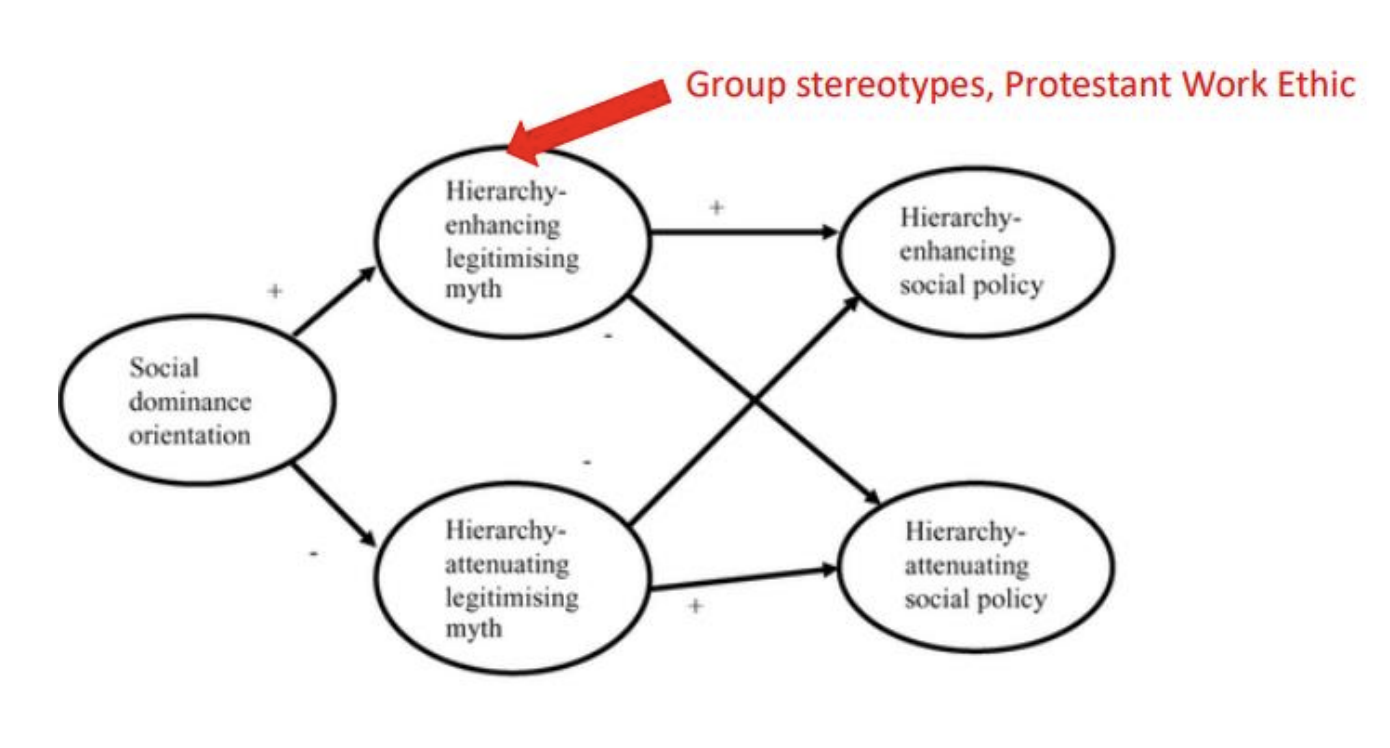 Group stereotypes, Protestant Work Ethic
Hierarchy-
enhancing
legitimising
myth
+
Hierarchy-
enhancing
social policy
+
-
Social
dominance
orientation
-
-
Hierarchy-
attenuating
legitimising
myth
+
Hierarchy-
attenuating
social policy